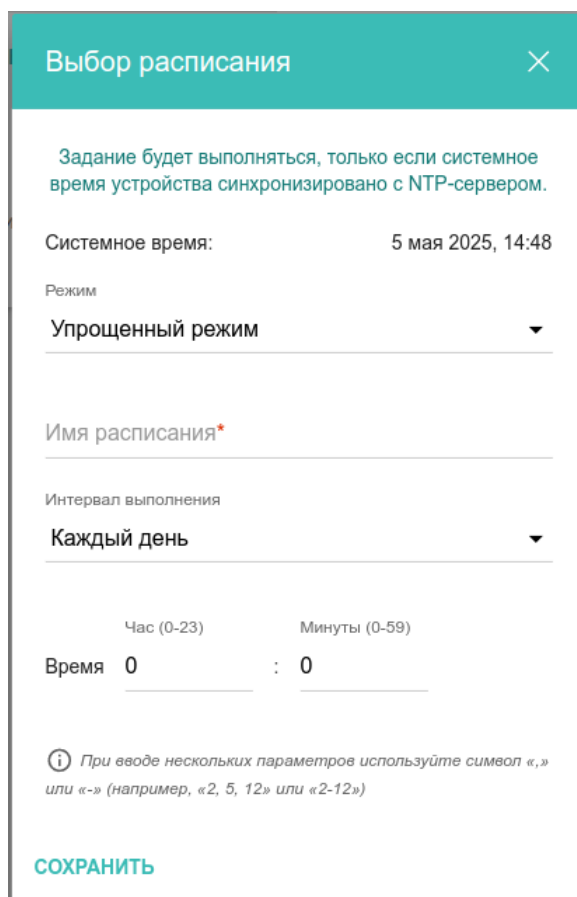 Выбор расписания
Задание будет выполняться, только если системное
время устройства синхронизировано с NTP-сервером.
Системное время: 5 мая 2025, 14:48
Режим
Упрощенный режим
Имя расписания*
Интервал выполнения
Каждый день
Час (0-23) Минуты (0-59)
Время 0 : 0
При вводе нескольких параметров используйте символ «,»
или «-» (например, «2, 5, 12» или «2-12»)
СОХРАНИТЬ